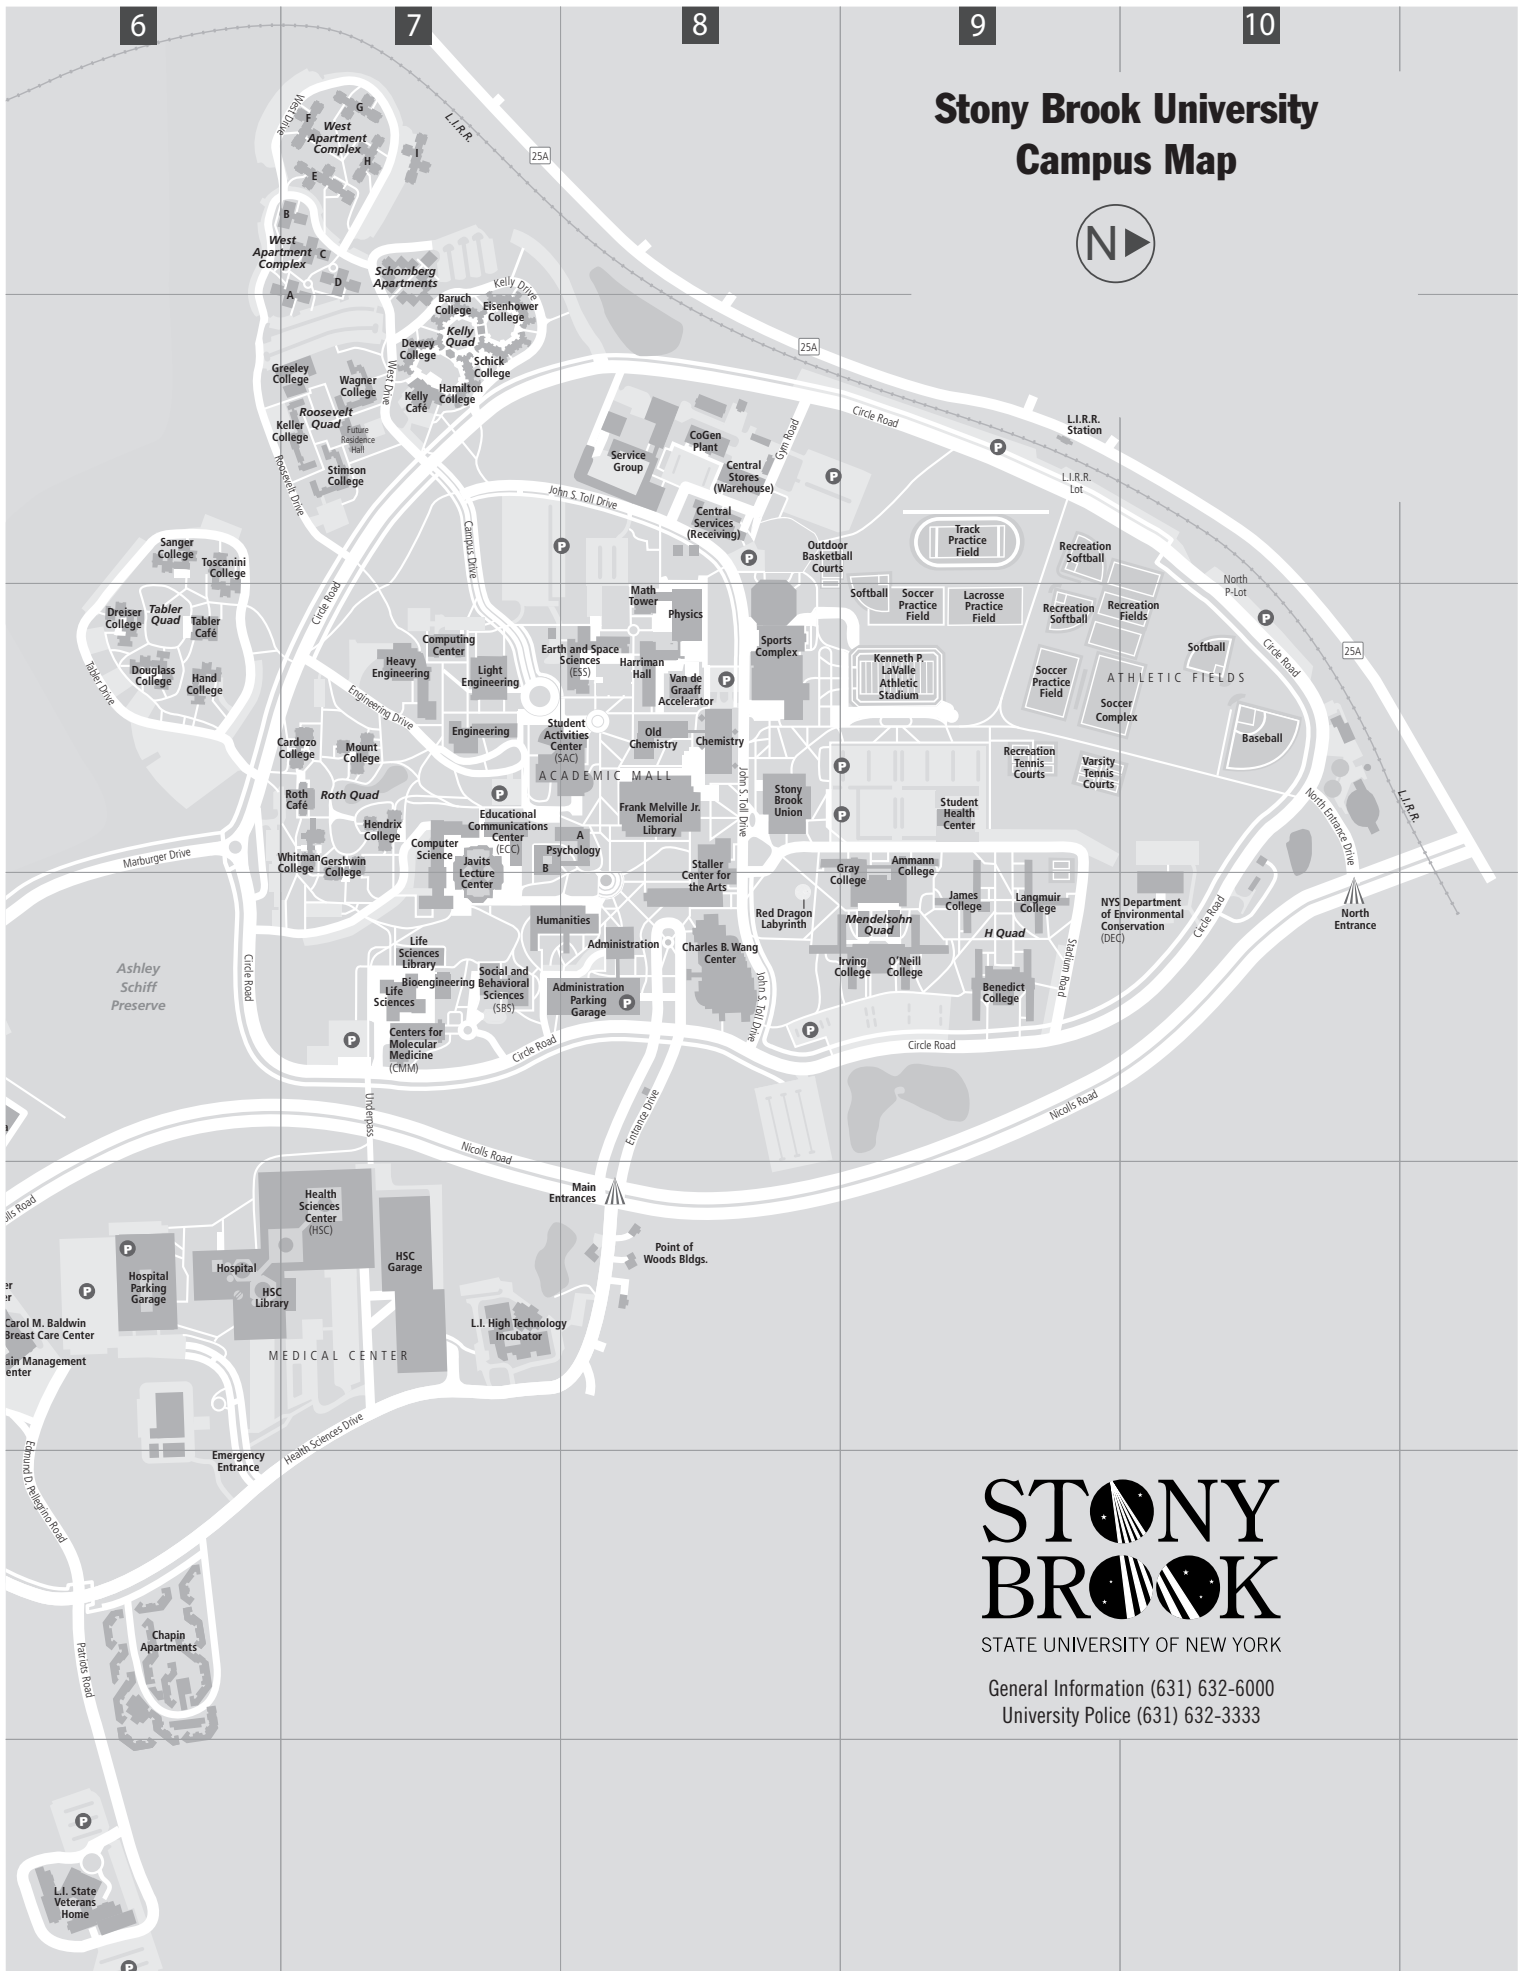 6
7
8
9
10
Stony Brook University
Campus Map
N
West Drive
F
G
West
Apartment
Complex
H
I
E
B
West
Apartment
Complex
C
D
A
L.I.R.R.
25A
Schomberg
Apartments
Kelly Drive
Baruch
College
Eisenhower
College
Kelly
Quad
Dewey
College
Schick
College
Hamilton
College
Kelly
Café
West Drive
Greeley
College
Wagner
College
Roosevelt
Quad
Keller
College
Future
Residence
Hall
Stimson
College
Roosevelt Drive
25A
Circle Road
L.I.R.R.
Station
P
L.I.R.R.
Lot
CoGen
Plant
Service
Group
Central
Stores
(Warehouse)
Gym Road
P
John S. Toll Drive
Central
Services
(Receiving)
Campus Drive
P
P
Outdoor
Basketball
Courts
Track
Practice
Field
Recreation
Softball
North
P-Lot
P
Circle Road
25A
Sanger
College
Toscanini
College
Dreiser
College
Tabler
Quad
Tabler
Café
Douglass
College
Hand
College
Tabler Drive
Circle Road
Math
Tower
Physics
Softball
Soccer
Practice
Field
Lacrosse
Practice
Field
Recreation
Softball
Recreation
Fields
Softball
Computing
Center
Heavy
Engineering
Light
Engineering
Earth and Space
Sciences
(ESS)
Harriman
Hall
Van de
Graaff
Accelerator
P
Sports
Complex
Kenneth P.
LaValle
Athletic
Stadium
Soccer
Practice
Field
ATHLETIC FIELDS
Soccer
Complex
Baseball
Engineering Drive
Engineering
Student
Activities
Center
(SAC)
Old
Chemistry
Chemistry
ACADEMIC MALL
Cardozo
College
Mount
College
Roth
Café
Roth Quad
Hendrix
College
Whitman
College
Gershwin
College
P
Educational
Communications
Center
(ECC)
Computer
Science
Javits
Lecture
Center
A
Psychology
B
Frank Melville Jr.
Memorial
Library
John S. Toll Drive
Stony
Brook
Union
P
P
Recreation
Tennis
Courts
Varsity
Tennis
Courts
Student
Health
Center
North Entrance Drive
L.I.R.R.
Marburger Drive
Staller
Center for
the Arts
Gray
College
Ammann
College
James
College
Langmuir
College
Red Dragon
Labyrinth
Mendelsohn
Quad
H Quad
Irving
College
O'Neill
College
Benedict
College
Stadium Road
NYS Department
of Environmental
Conservation
(DEC)
Circle Road
North
Entrance
Humanities
Administration
Charles B. Wang
Center
Life
Sciences
Library
Bioengineering
Life
Sciences
Social and
Behavioral
Sciences
(SBS)
Administration
Parking
Garage
P
John S. Toll Drive
P
Circle Road
Ashley
Schiff
Preserve
Circle Road
P
Centers for
Molecular
Medicine
(CMM)
Circle Road
Underpass
Entrance Drive
Nicolls Road
Nicolls Road
Main
Entrances
Point of
Woods Bldgs.
Health
Sciences
Center
(HSC)
HSC
Garage
Hospital
HSC
Library
P
Hospital
Parking
Garage
P
Carol M. Baldwin
Breast Care Center
ain Management
enter
L.I. High Technology
Incubator
MEDICAL CENTER
Health Sciences Drive
Emergency
Entrance
Edmund D. Pellegrino Road
Chapin
Apartments
Patriots Road
P
L.I. State
Veterans
Home
P
STONY
BROOK
STATE UNIVERSITY OF NEW YORK
General Information (631) 632-6000
University Police (631) 632-3333